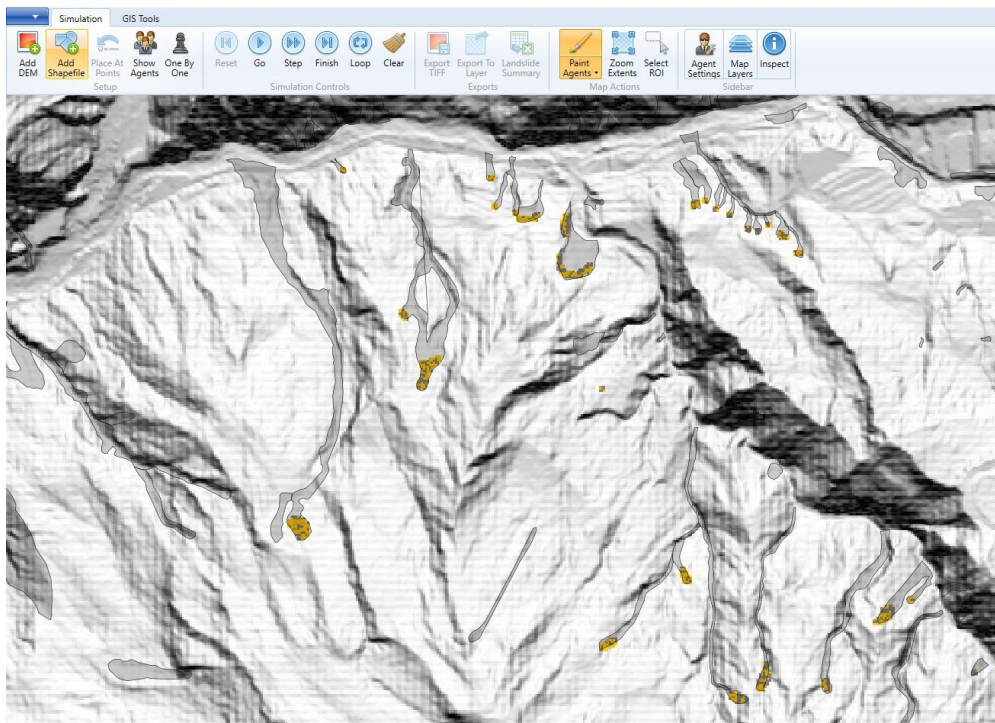 Simulation GIS Tools
Add DEM
Add Shapefile
Place At Points
Show Agents
One By One
Reset
Go
Step
Finish
Loop
Clear
Export TIFF
Export To Layer
Landslide Summary
Paint Agents
Zoom Extents
Select ROI
Agent Settings
Map Layers
Inspect
Setup
Simulation Controls
Exports
Map Actions
Sidebar